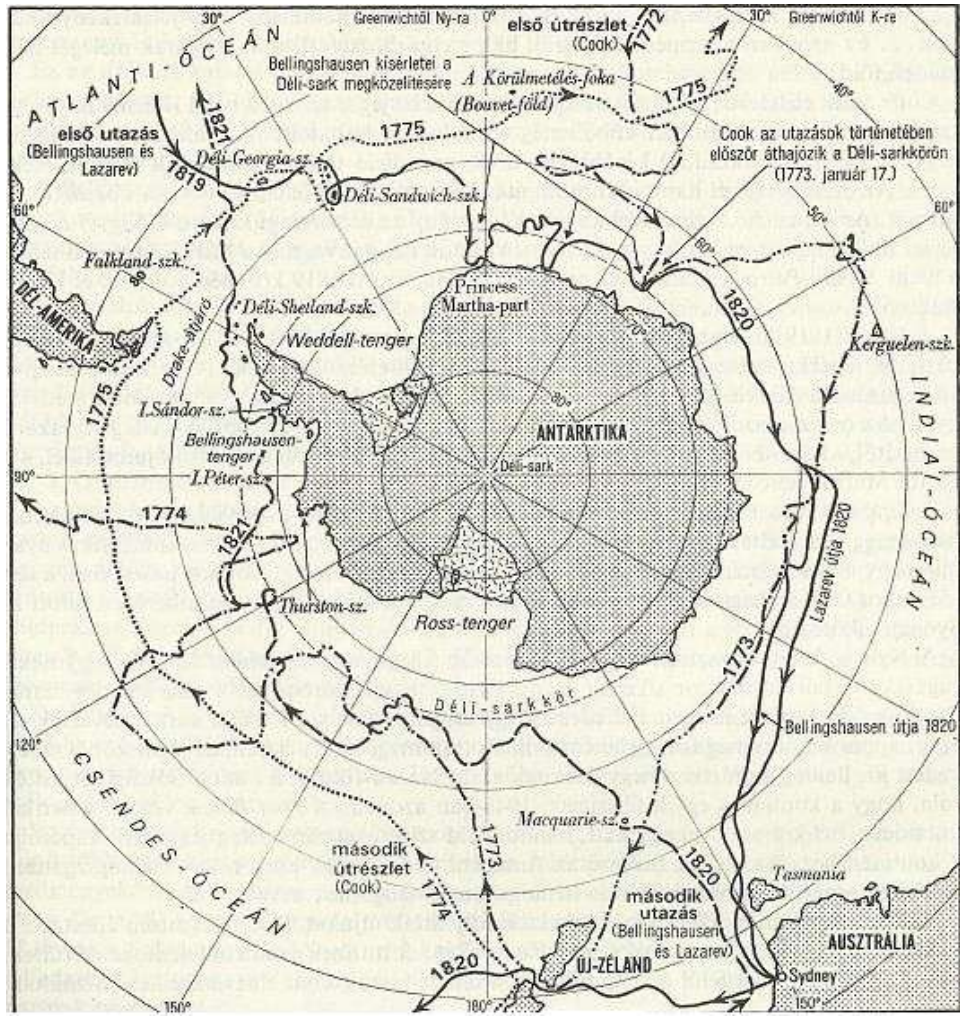 30°
Greenwichtől Ny-ra
0°
első útrészlet
(Cook)
1772
30°
Greenwichtől K-re
ATLANTI-ÓCEÁN
Bellingshausen kisérletei a
Déli-sark megközelítésére
A Körülmetélés-foka
(Bouvet-föld)
1775
40°
1821
1775
első utazás
(Bellingshausen és
Lazarev)
1819
Déli-Georgia-sz.
Déli-Sandwich-szk.
Cook az utazások történetében
először áthajózik a Déli-sarkkörön
(1773. január 17.)
50°
60°
60°
60°
Falkland-szk.
DÉL-AMERIKA
Drake-átjáró
Déli-Shetland-szk.
Weddell-tenger
Princess
Martha-part
70°
1820
Kerguelen-szk.
1775
I.Sándor-sz.
Bellingshausen-
tenger
I.Péter-sz.
80°
ANTARKTIKA
Déli-sark
INDIAI-ÓCEÁN
90°
1774
1821
Thurston-sz.
Ross-tenger
Lazarev útja 1820
1773
Déli-sarkkör
Bellingshausen útja 1820
120°
CSENDES-ÓCEÁN
Macquarie-sz.
második
útrészlet
(Cook)
1773
1774
1820
Tasmania
második
utazás
(Bellingshausen
és Lazarev)
AUSZTRÁLIA
1820
ÚJ-ZÉLAND
Sydney
150°
180°
150°